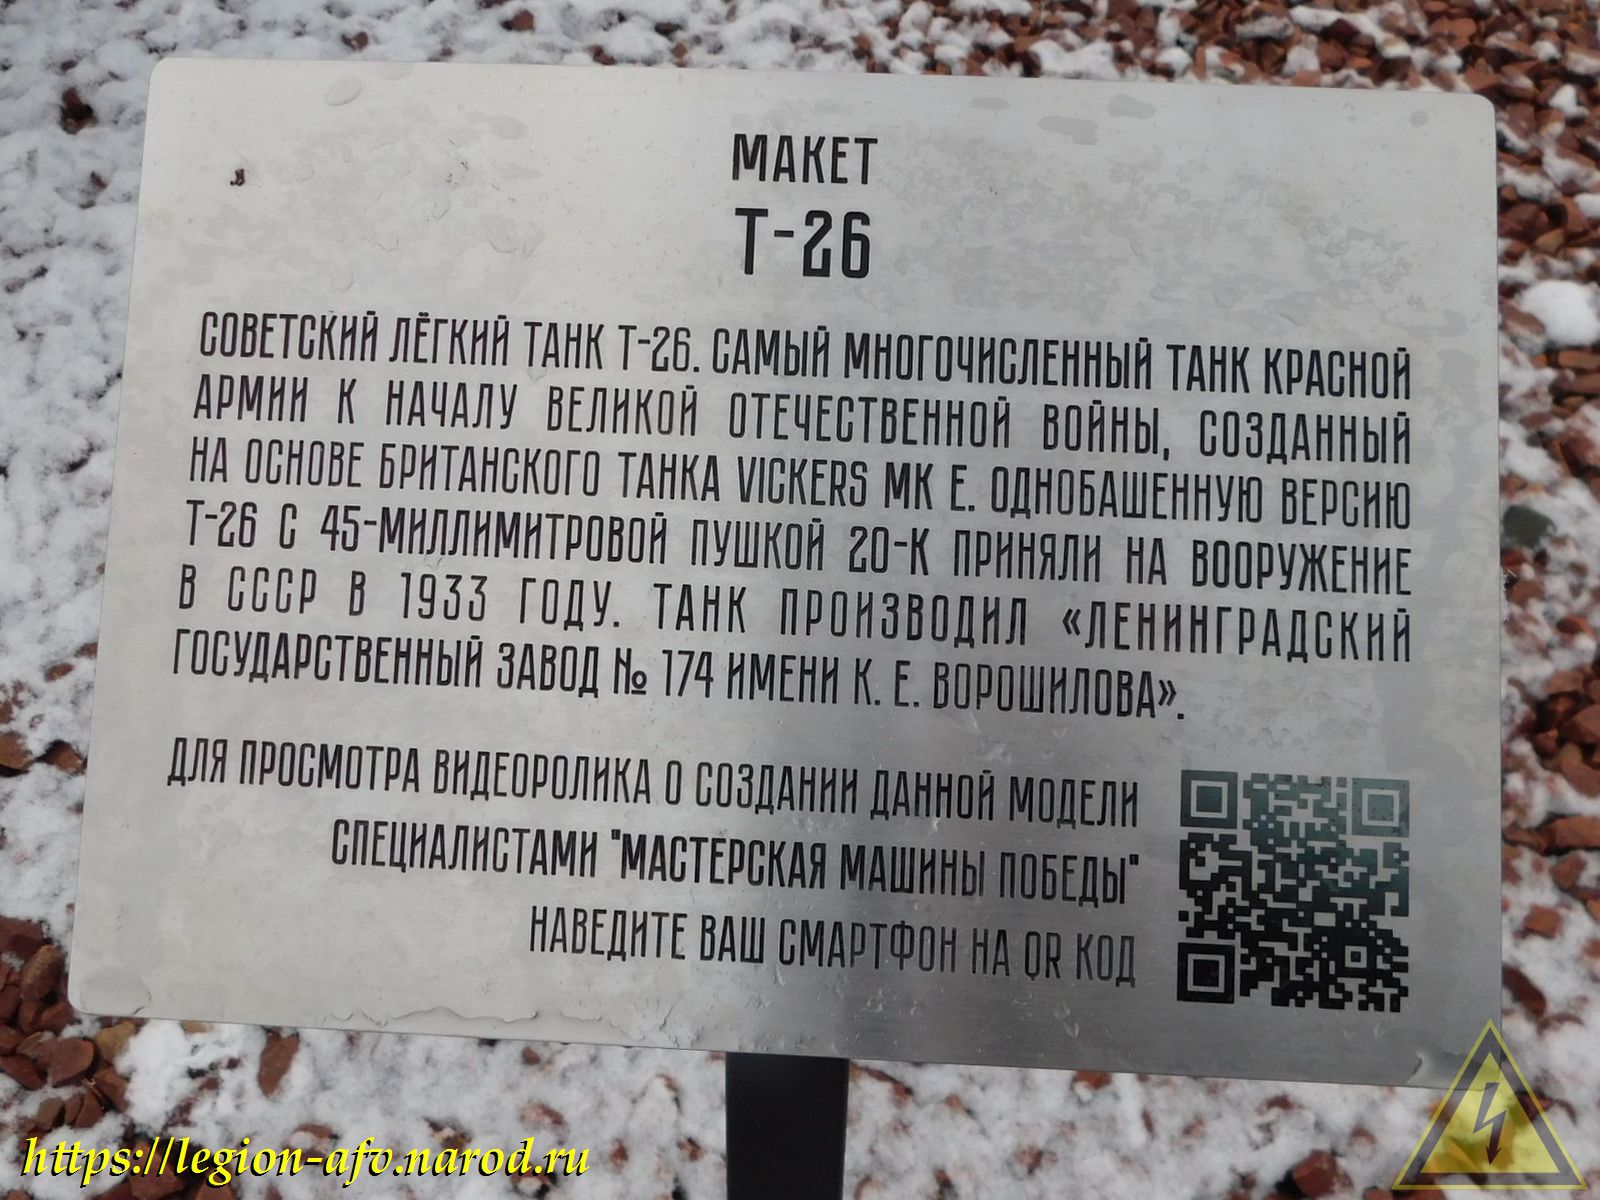 МАКЕТ
Т-26
СОВЕТСКИЙ ЛЁГКИЙ ТАНК Т-26. САМЫЙ МНОГОЧИСЛЕННЫЙ ТАНК КРАСНОЙ
АРМИИ К НАЧАЛУ ВЕЛИКОЙ ОТЕЧЕСТВЕННОЙ ВОЙНЫ, СОЗДАННЫЙ
НА ОСНОВЕ БРИТАНСКОГО ТАНКА VICKERS MK E. ОДНОБАШЕННУЮ ВЕРСИЮ
Т-26 С 45-МИЛЛИМИТРОВОЙ ПУШКОЙ 20-К ПРИНЯЛИ НА ВООРУЖЕНИЕ
В СССР В 1933 ГОДУ. ТАНК ПРОИЗВОДИЛ «ЛЕНИНГРАДСКИЙ
ГОСУДАРСТВЕННЫЙ ЗАВОД № 174 ИМЕНИ К. Е. ВОРОШИЛОВА».
ДЛЯ ПРОСМОТРА ВИДЕОРОЛИКА О СОЗДАНИИ ДАННОЙ МОДЕЛИ
СПЕЦИАЛИСТАМИ "МАСТЕРСКАЯ МАШИНЫ ПОБЕДЫ"
НАВЕДИТЕ ВАШ СМАРТФОН НА QR КОД
https://legion-afv.narod.ru